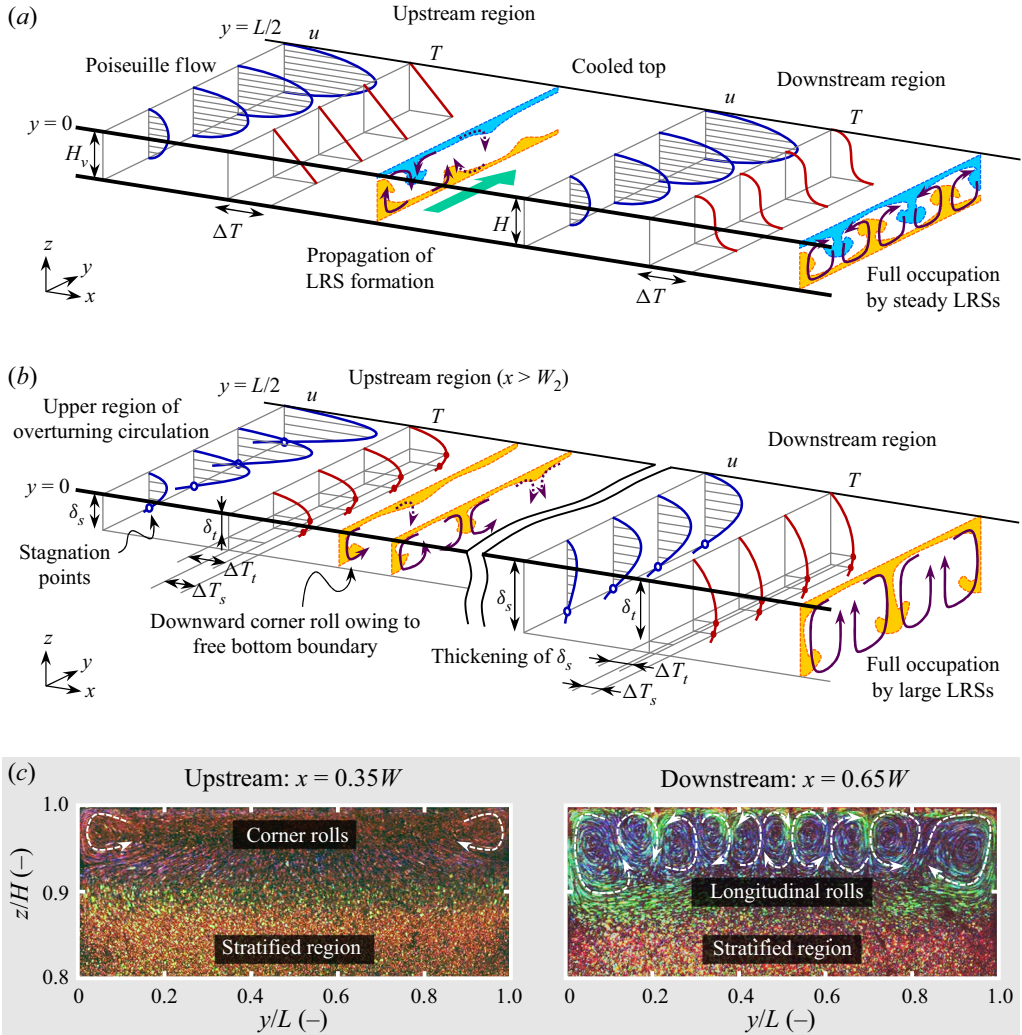 (a)
Upstream region
y = L/2
u
T
Poiseuille flow
Cooled top
Downstream region
u
T
y = 0
H_v
ΔT
H
Propagation of
LRS formation
ΔT
Full occupation
by steady LRSs
z
y
x
(b)
Upstream region (x > W_2)
y = L/2
u
T
Upper region of
overturning circulation
Downstream region
u
T
y = 0
δ_s
δ_t
Stagnation
points
ΔT_t
ΔT_s
δ_s
δ_t
Downward corner roll owing to
free bottom boundary
Thickening of δ_s
ΔT_t
ΔT_s
Full occupation
by large LRSs
z
y
x
(c)
Upstream: x = 0.35W
Downstream: x = 0.65W
1.0
0.9
0.8
z/H (–)
Corner rolls
Stratified region
Longitudinal rolls
Stratified region
0 0.2 0.4 0.6 0.8 1.0
0 0.2 0.4 0.6 0.8 1.0
y/L (–)
y/L (–)